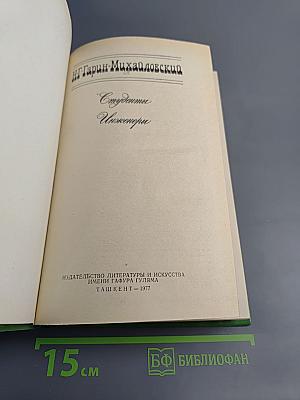 Н.Г.Гарин-Михайловский
Студенты
Инженеры
ИЗДАТЕЛЬСТВО ЛИТЕРАТУРЫ И ИСКУССТВА
ИМЕНИ ГАФУРА ГУЛЯМА
ТАШКЕНТ — 1977
15 см
БФ БИБЛИОФАН